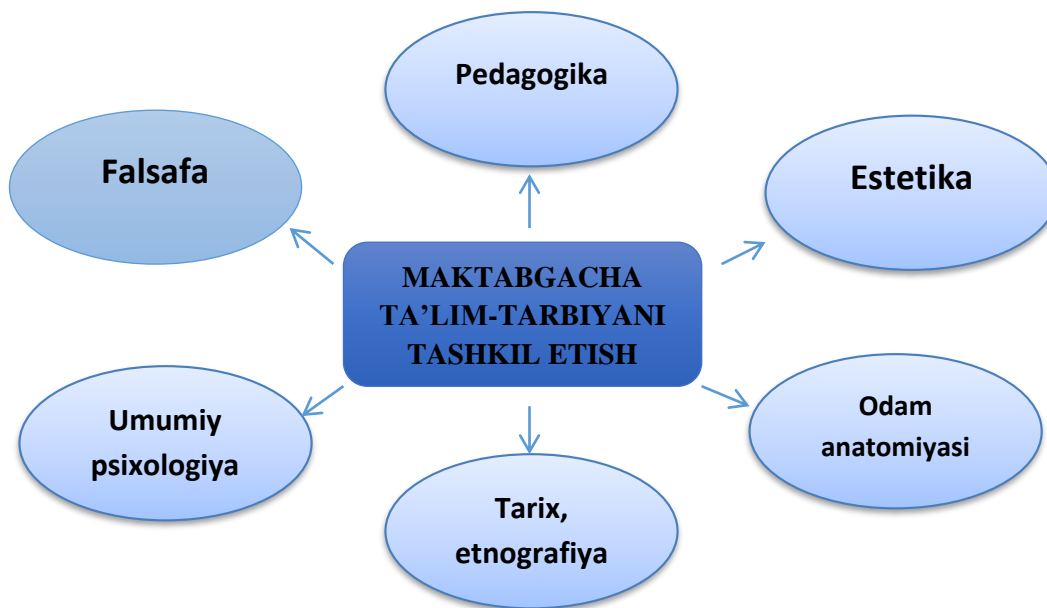 Pedagogika
Falsafa
Estetika
MAKTABGACHA
TA’LIM-TARBIYANI
TASHKIL ETISH
Umumiy
psixologiya
Odam
anatomiyasi
Tarix,
etnografiya